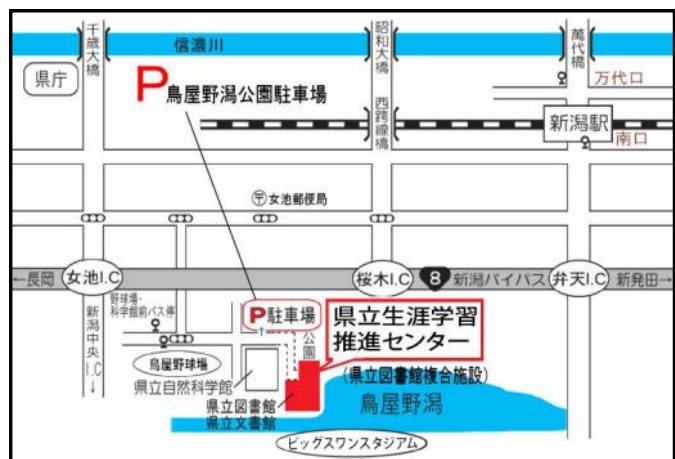 千歳大橋
信濃川
昭和大橋
萬代橋
県庁
P鳥屋野潟公園駐車場
万代口
西跨線橋
新潟駅
南口
〒女池郵便局
←長岡
女池I.C
桜木I.C
8
新潟バイパス
弁天I.C
新発田→
野球場・
科学館前バス停
新潟中央I.C↓
P駐車場
公園
県立生涯学習
推進センター
(県立図書館複合施設)
鳥屋野球場
県立自然科学館
県立図書館
県立文書館
鳥屋野潟
ビッグスワンスタジアム